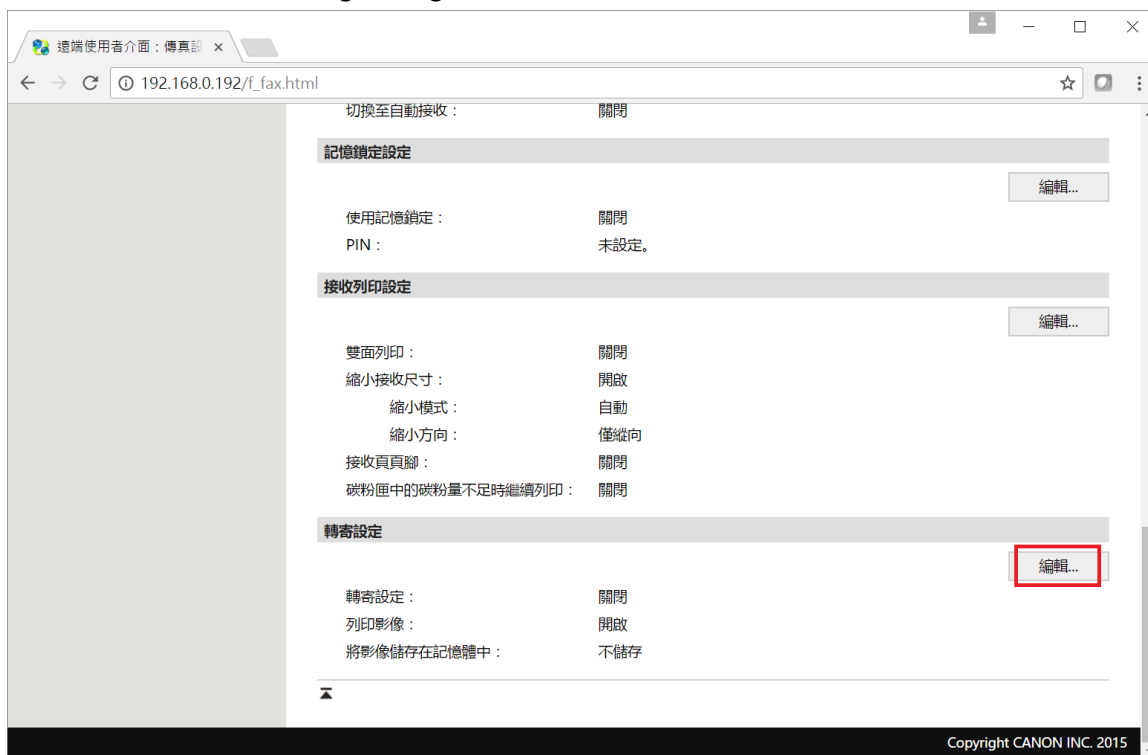 遠端使用者介面：傳真設
192.168.0.192/f_fax.html
切換至自動接收： 關閉
記憶鎖定設定
編輯...
使用記憶鎖定： 關閉
PIN： 未設定。
接收列印設定
編輯...
雙面列印： 關閉
縮小接收尺寸： 開啟
縮小模式： 自動
縮小方向： 僅縱向
接收頁頁腳： 關閉
碳粉匣中的碳粉量不足時繼續列印： 關閉
轉寄設定
編輯...
轉寄設定： 關閉
列印影像： 開啟
將影像儲存在記憶體中： 不儲存
Copyright CANON INC. 2015